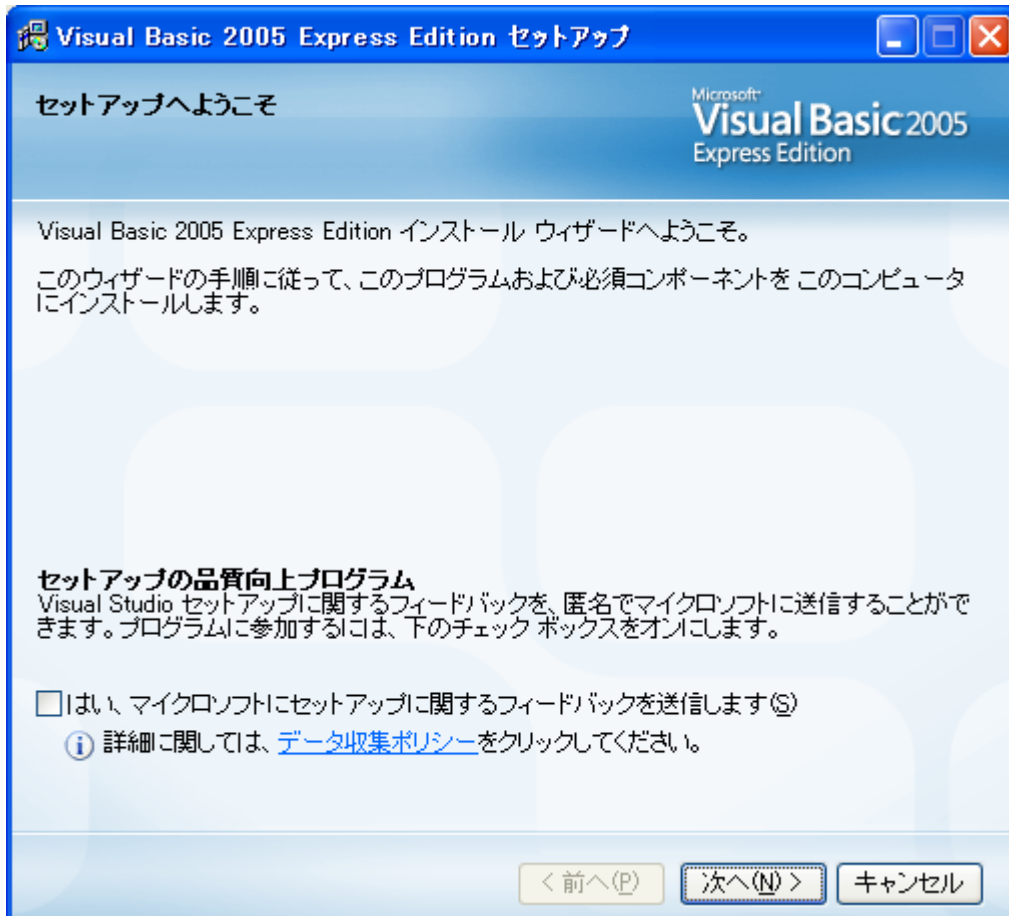 Visual Basic 2005 Express Edition セットアップ
セットアップへようこそ
Microsoft
Visual Basic 2005
Express Edition
Visual Basic 2005 Express Edition インストール ウィザードへようこそ。
このウィザードの手順に従って、このプログラムおよび必須コンポーネントを このコンピュータ
にインストールします。
セットアップの品質向上プログラム
Visual Studio セットアップに関するフィードバックを、匿名でマイクロソフトに送信することがで
きます。プログラムに参加するには、下のチェック ボックスをオンにします。
はい、マイクロソフトにセットアップに関するフィードバックを送信します(S)
詳細に関しては、データ収集ポリシーをクリックしてください。
< 前へ(P)
次へ(N) >
キャンセル